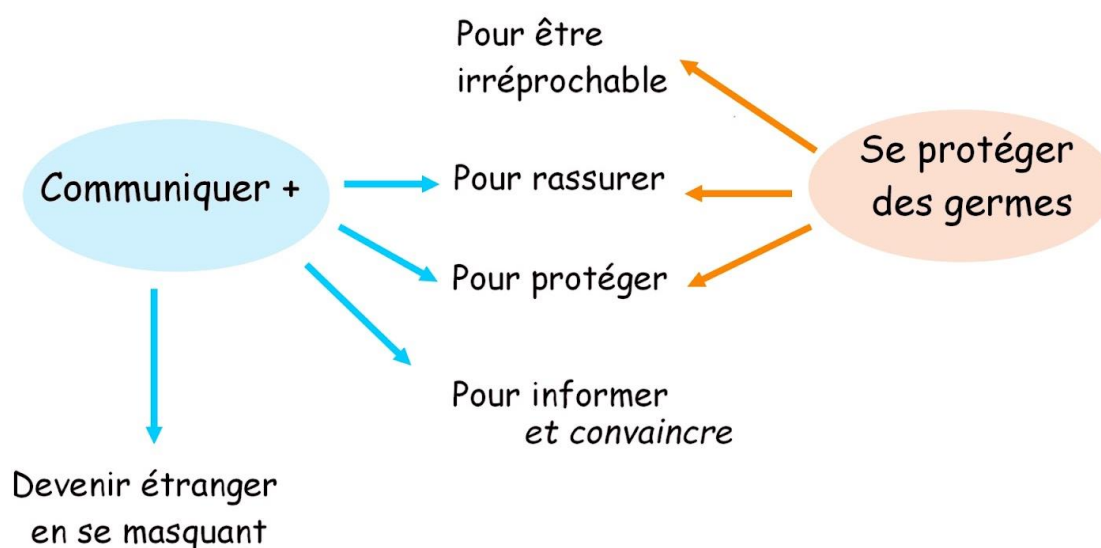 Pour être
irréprochable
Se protéger
des germes
Communiquer +
Pour rassurer
Pour protéger
Pour informer
et convaincre
Devenir étranger
en se masquant